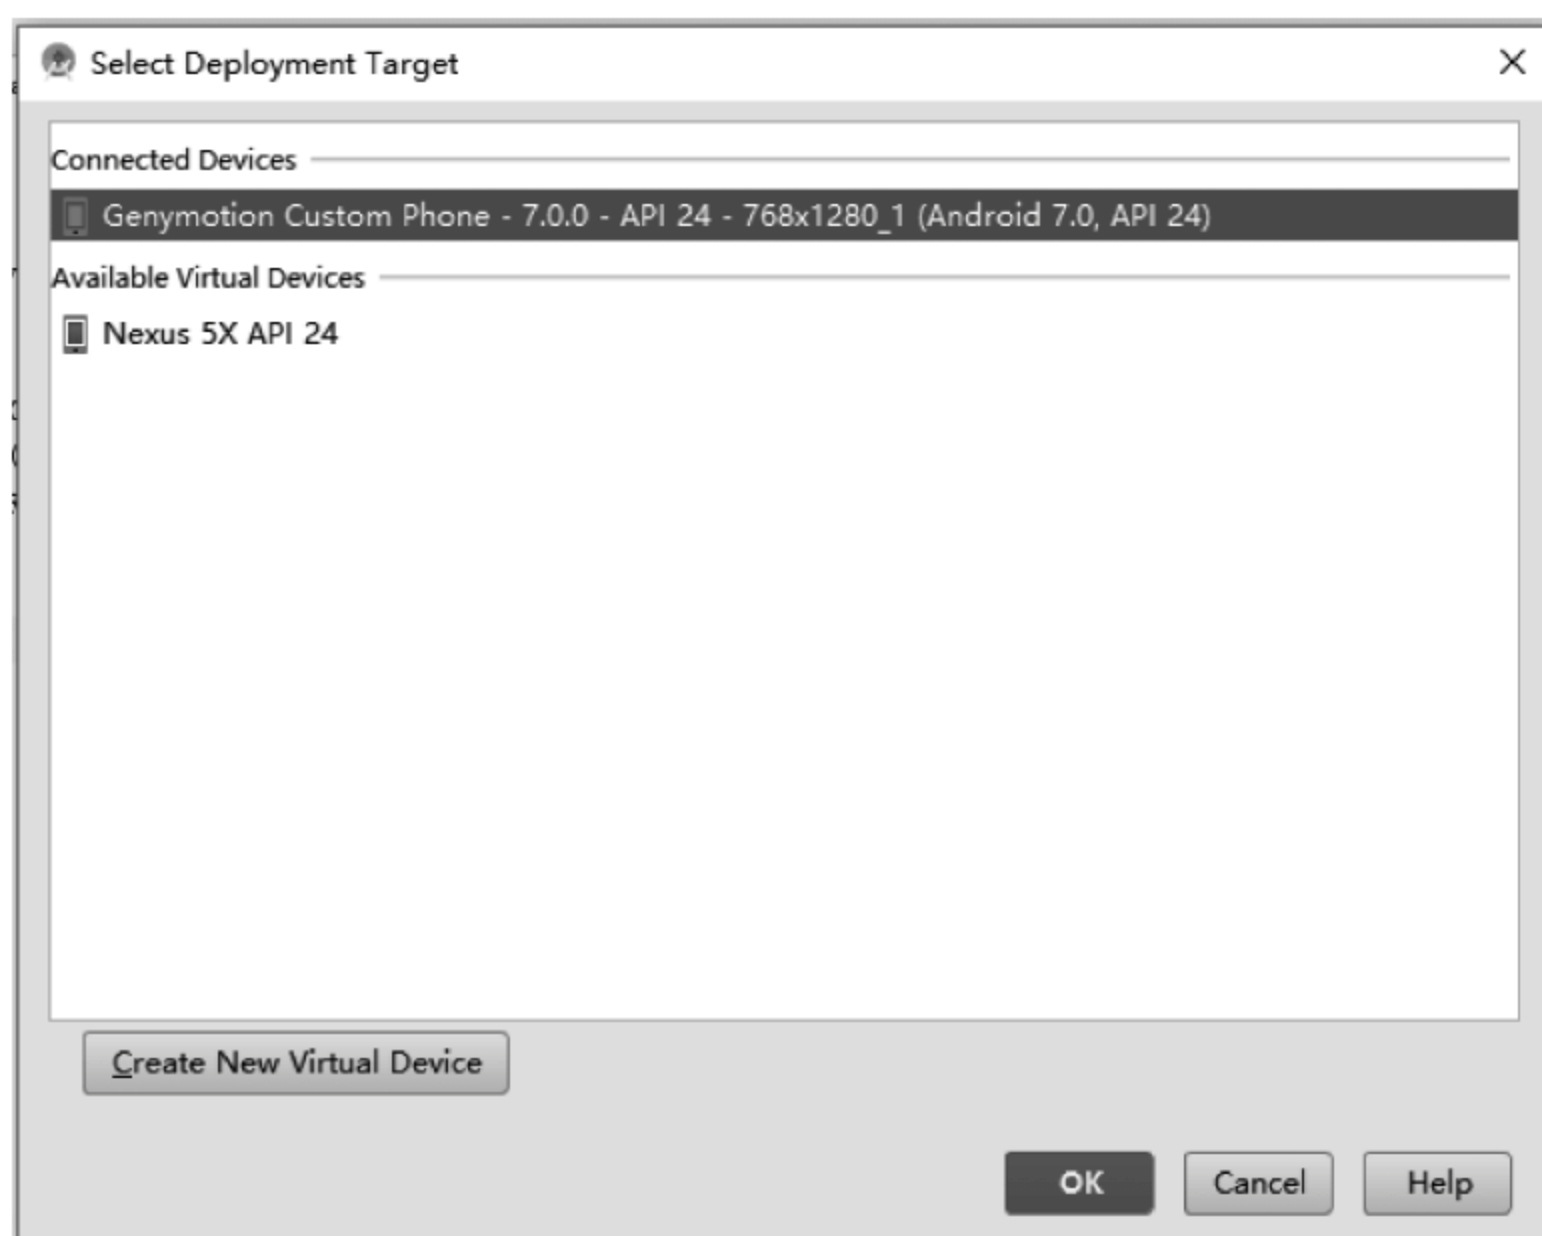 Select Deployment Target
Connected Devices
Genymotion Custom Phone - 7.0.0 - API 24 - 768x1280_1 (Android 7.0, API 24)
Available Virtual Devices
Nexus 5X API 24
Create New Virtual Device
OK Cancel Help